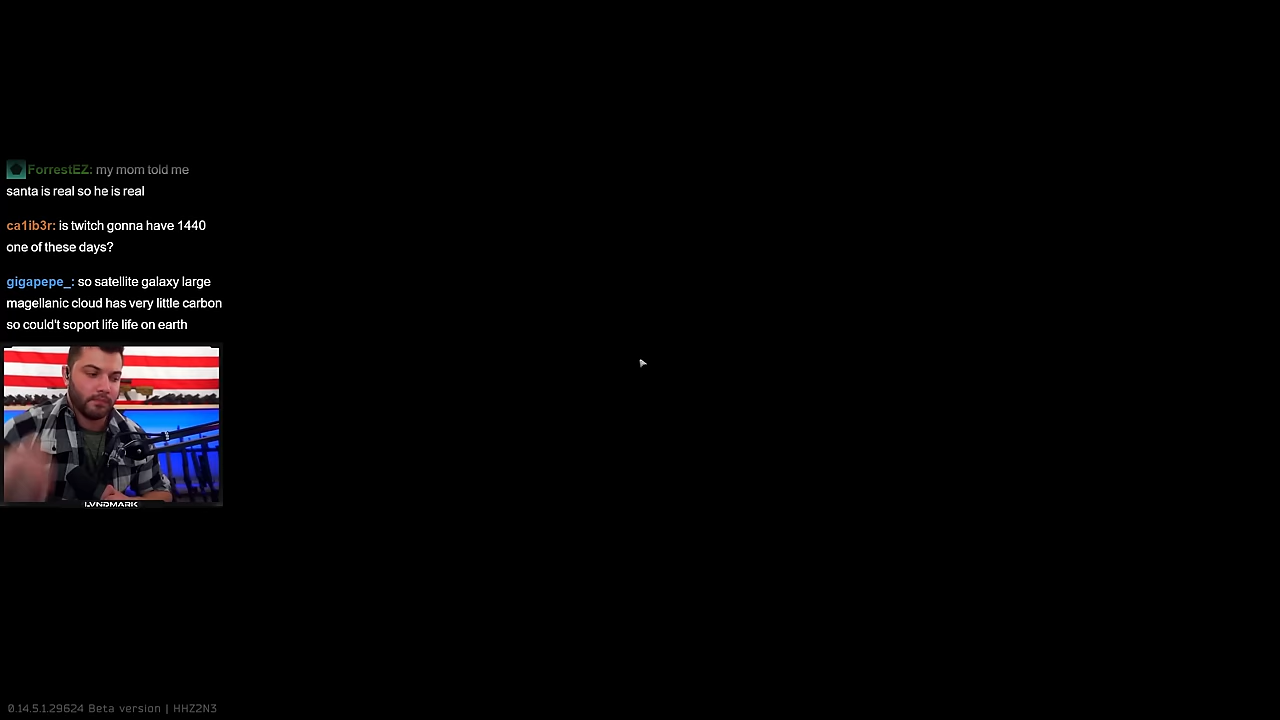 ForrestEZ: my mom told me
santa is real so he is real
ca1ib3r: is twitch gonna have 1440
one of these days?
gigapepe_: so satellite galaxy large
magellanic cloud has very little carbon
so could't soport life life on earth
LVNDMARK
0.14.5.1.29624 Beta version | HHZ2N3